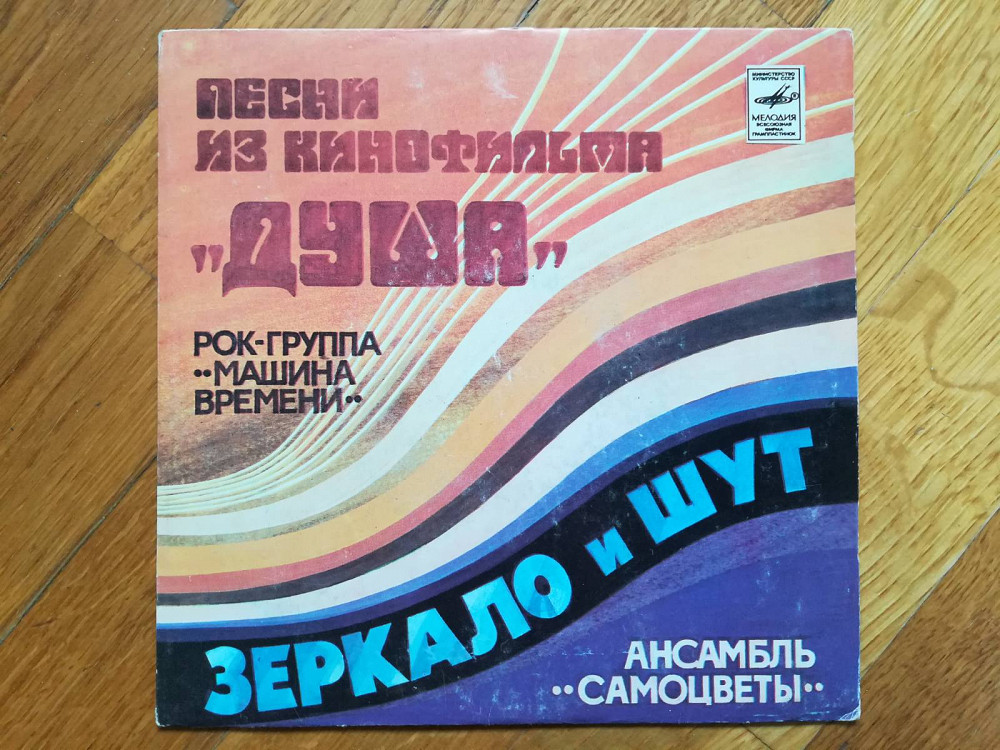 ПЕСНИ
ИЗ КИНОФИЛЬМА
„ДУША”
МИНИСТЕРСТВО
КУЛЬТУРЫ СССР
МЕЛОДИЯ
ВСЕСОЮЗНАЯ
ФИРМА
ГРАМПЛАСТИНОК
РОК-ГРУППА
••МАШИНА
ВРЕМЕНИ••
ЗЕРКАЛО и ШУТ
АНСАМБЛЬ
••САМОЦВЕТЫ••